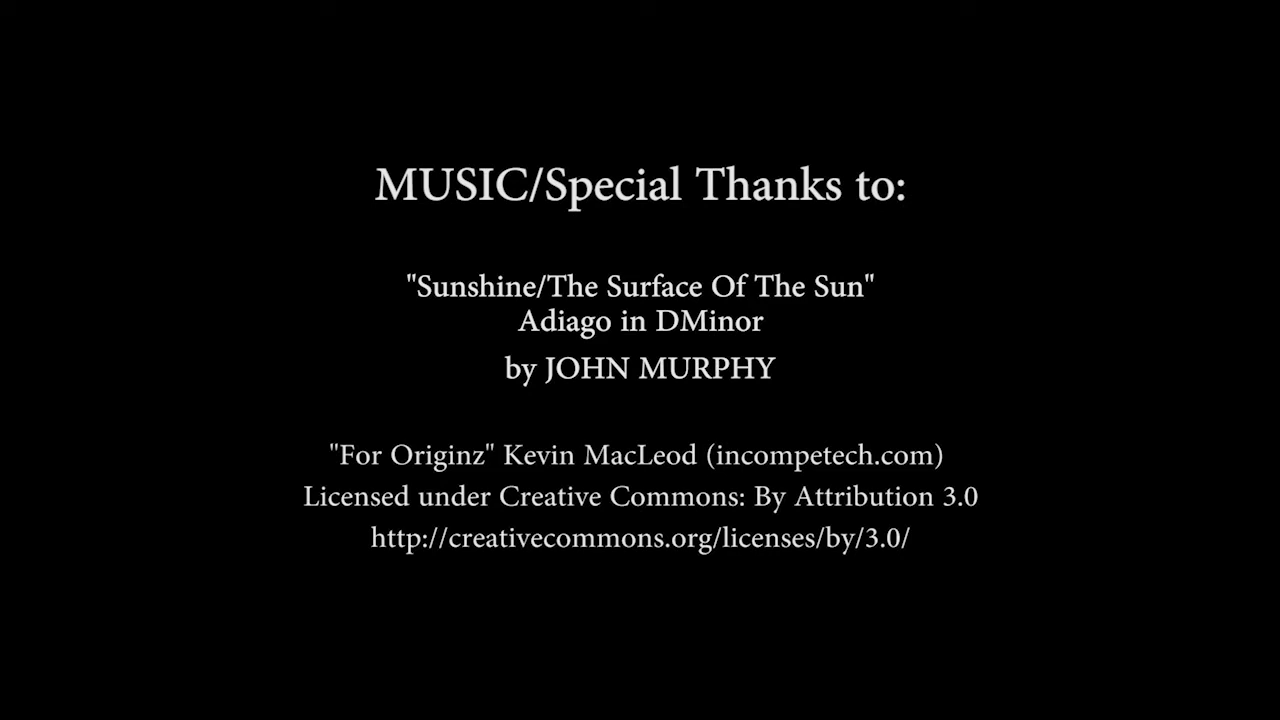 MUSIC/Special Thanks to:
"Sunshine/The Surface Of The Sun"
Adiago in DMinor
by JOHN MURPHY
"For Originz" Kevin MacLeod (incompetech.com)
Licensed under Creative Commons: By Attribution 3.0
http://creativecommons.org/licenses/by/3.0/